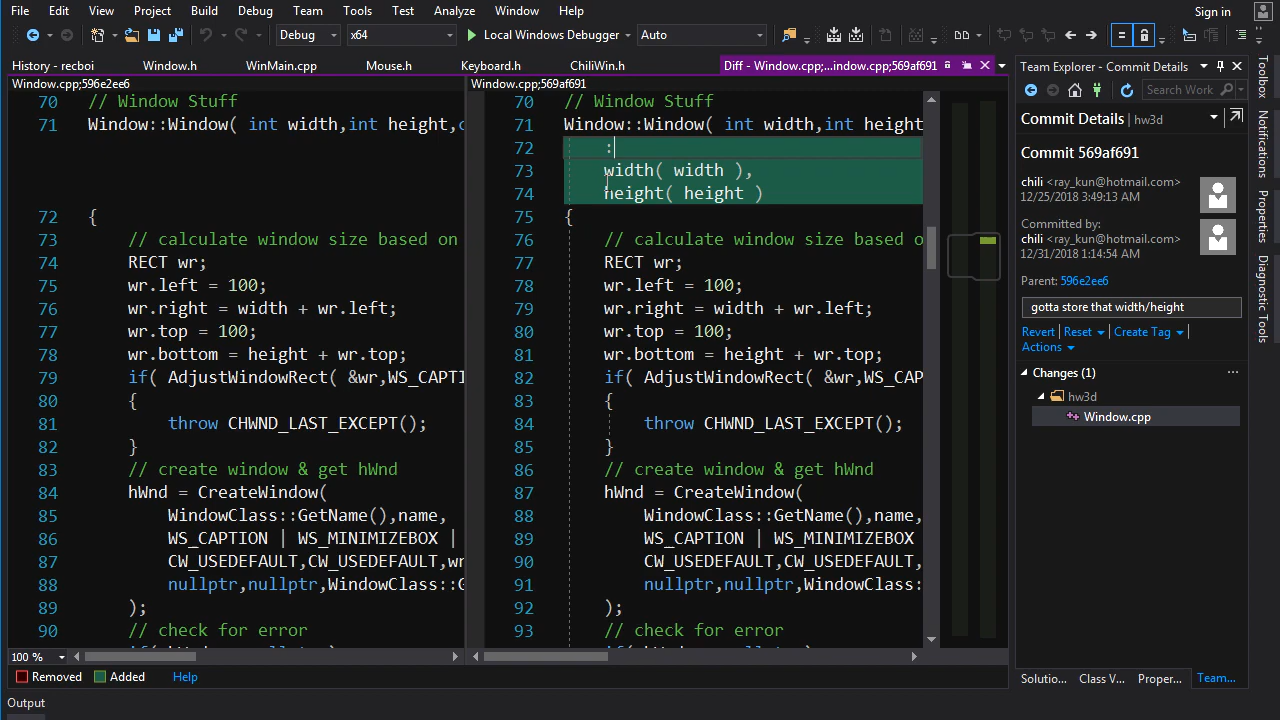 File Edit View Project Build Debug Team Tools Test Analyze Window Help Sign in
Debug x64 Local Windows Debugger Auto
History - recboi Window.h WinMain.cpp Mouse.h Keyboard.h ChiliWin.h Diff - Window.cpp;...indow.cpp;569af691
Window.cpp;596e2ee6
70 // Window Stuff
71 Window::Window( int width,int height,c
72 {
73 // calculate window size based on
74 RECT wr;
75 wr.left = 100;
76 wr.right = width + wr.left;
77 wr.top = 100;
78 wr.bottom = height + wr.top;
79 if( AdjustWindowRect( &wr,WS_CAPTI
80 {
81 throw CHWND_LAST_EXCEPT();
82 }
83 // create window & get hWnd
84 hWnd = CreateWindow(
85 WindowClass::GetName(),name,
86 WS_CAPTION | WS_MINIMIZEBOX |
87 CW_USEDEFAULT,CW_USEDEFAULT,wr
88 nullptr,nullptr,WindowClass::G
89 );
90 // check for error
Window.cpp;569af691
70 // Window Stuff
71 Window::Window( int width,int height
72 :
73 width( width ),
74 height( height )
75 {
76 // calculate window size based o
77 RECT wr;
78 wr.left = 100;
79 wr.right = width + wr.left;
80 wr.top = 100;
81 wr.bottom = height + wr.top;
82 if( AdjustWindowRect( &wr,WS_CAP
83 {
84 throw CHWND_LAST_EXCEPT();
85 }
86 // create window & get hWnd
87 hWnd = CreateWindow(
88 WindowClass::GetName(),name,
89 WS_CAPTION | WS_MINIMIZEBOX
90 CW_USEDEFAULT,CW_USEDEFAULT,
91 nullptr,nullptr,WindowClass:
92 );
93 // check for error
100 %
Removed Added Help
Output
Team Explorer - Commit Details
Search Work
Commit Details | hw3d
Commit 569af691
chili <ray_kun@hotmail.com>
12/25/2018 3:49:13 AM
Committed by:
chili <ray_kun@hotmail.com>
12/31/2018 1:14:54 AM
Parent: 596e2ee6
gotta store that width/height
Revert | Reset | Create Tag |
Actions
Changes (1) ...
hw3d
Window.cpp
Solutio... Class V... Proper... Team...
Toolbox
Notifications
Properties
Diagnostic Tools